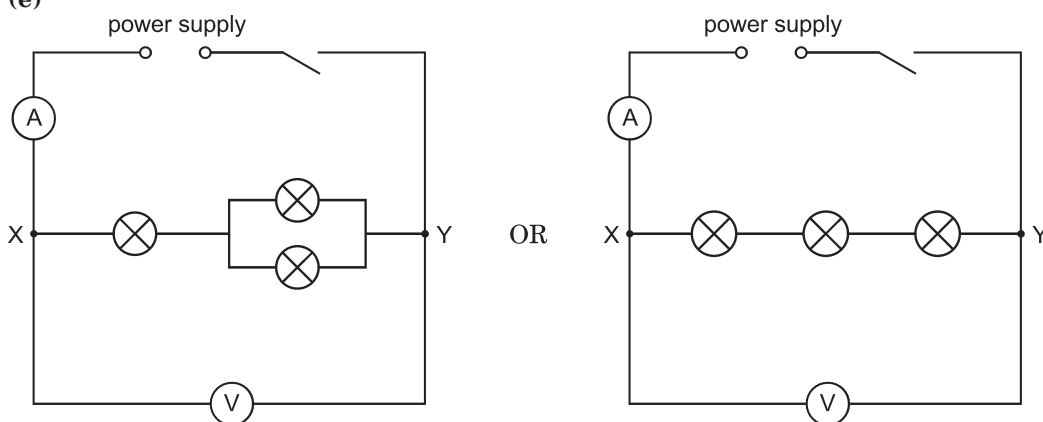 (e)
power supply power supply
A A
X Y OR X Y
V V